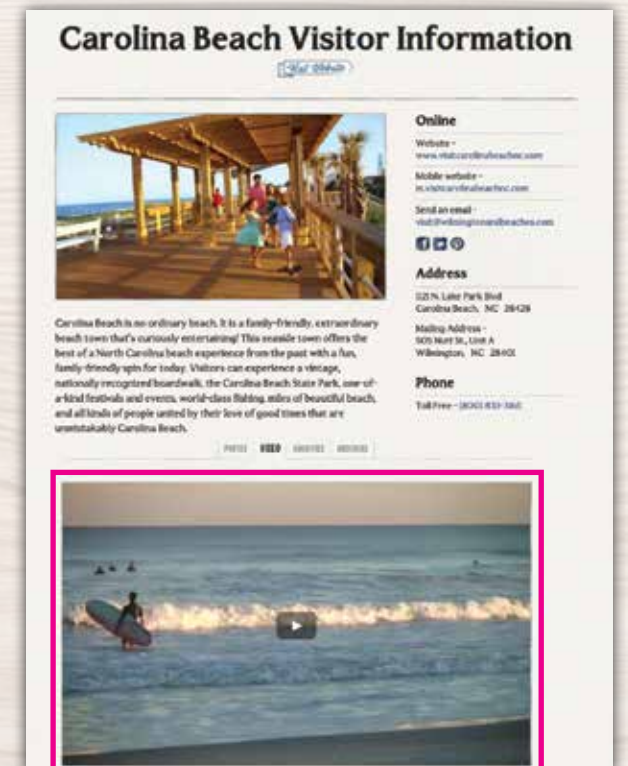 Carolina Beach Visitor Information
Visit Website
Online
Website -
www.visitcarolinabeachnc.com
Mobile website -
m.visitcarolinabeachnc.com
Send an email -
visit@wilmingtonandbeaches.com
Address
1121 N. Lake Park Blvd
Carolina Beach, NC 28428
Mailing Address -
505 Nutt St., Unit A
Wilmington, NC 28401
Phone
Toll Free -
Carolina Beach is no ordinary beach. It is a family-friendly, extraordinary
beach town that's curiously entertaining! This seaside town offers the
best of a North Carolina beach experience from the past with a fun,
family-friendly spin for today. Visitors can experience a vintage,
nationally recognized boardwalk, the Carolina Beach State Park, one-of-
a-kind festivals and events, world-class fishing, miles of beautiful beach,
and all kinds of people united by their love of good times that are
unmistakably Carolina Beach.
PHOTOS VIDEO AMENITIES